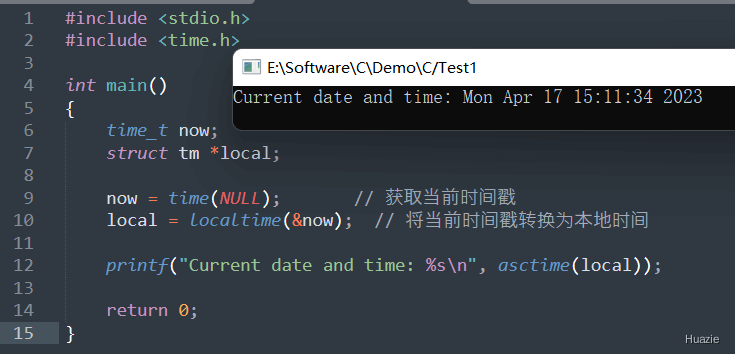 1 #include <stdio.h>
2 #include <time.h>
3
4 int main()
5 {
6 time_t now;
7 struct tm *local;
8
9 now = time(NULL); // 获取当前时间戳
10 local = localtime(&now); // 将当前时间戳转换为本地时间
11
12 printf("Current date and time: %s\n", asctime(local));
13
14 return 0;
15 }
E:\Software\C\Demo\C/Test1
Current date and time: Mon Apr 17 15:11:34 2023
Huazie